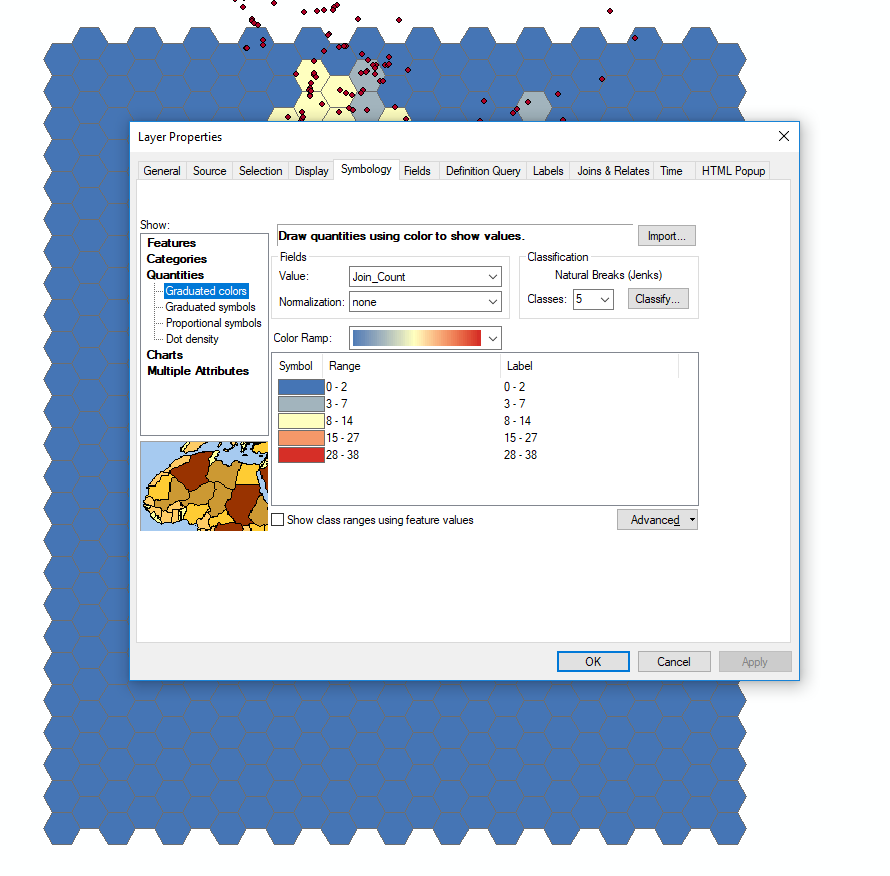 Layer Properties
General Source Selection Display Symbology Fields Definition Query Labels Joins & Relates Time HTML Popup
Show:
Features
Categories
Quantities
Graduated colors
Graduated symbols
Proportional symbols
Dot density
Charts
Multiple Attributes
Draw quantities using color to show values.
Import...
Fields
Value: Join_Count
Normalization: none
Classification
Natural Breaks (Jenks)
Classes: 5 Classify...
Color Ramp:
Symbol Range Label
0 - 2 0 - 2
3 - 7 3 - 7
8 - 14 8 - 14
15 - 27 15 - 27
28 - 38 28 - 38
Show class ranges using feature values
Advanced
OK Cancel Apply